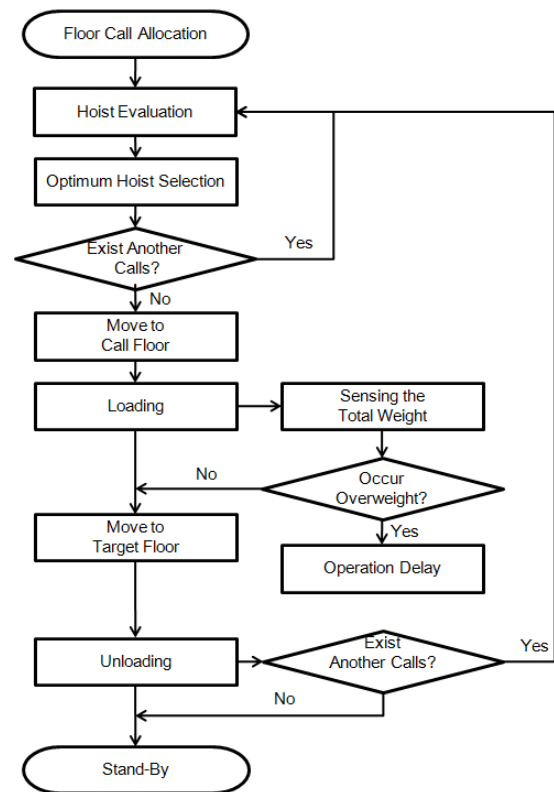 Floor Call Allocation
Hoist Evaluation
Optimum Hoist Selection
Exist Another
Calls?
Yes
No
Move to
Call Floor
Loading
Sensing the
Total Weight
Occur
Overweight?
No
Yes
Move to
Target Floor
Operation Delay
Unloading
Exist
Another Calls?
Yes
No
Stand-By